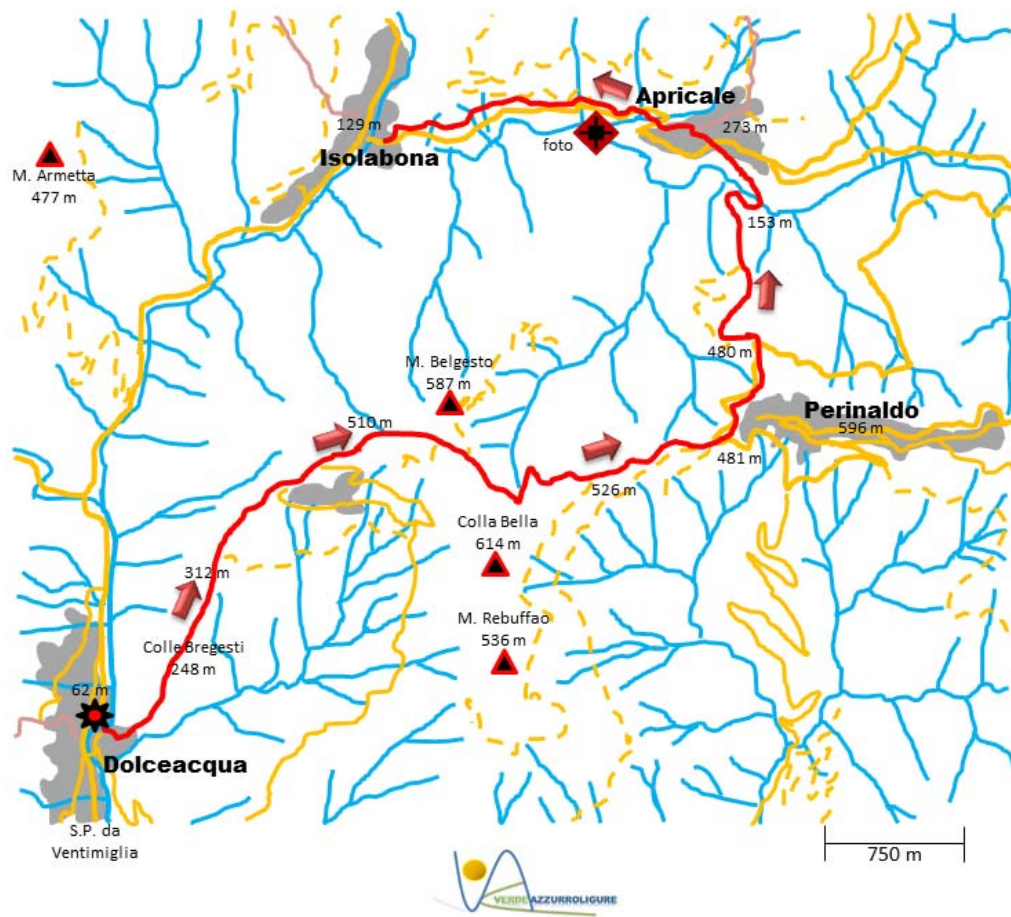 Apricale
129 m
273 m
foto
Isolabona
M. Armetta
477 m
153 m
480 m
M. Belgesto
587 m
Perinaldo
596 m
510 m
481 m
526 m
Colla Bella
614 m
312 m
M. Rebuffao
536 m
Colle Bregesti
248 m
62 m
Dolceacqua
S.P. da
Ventimiglia
750 m
VERDEAZZURROLIGURE